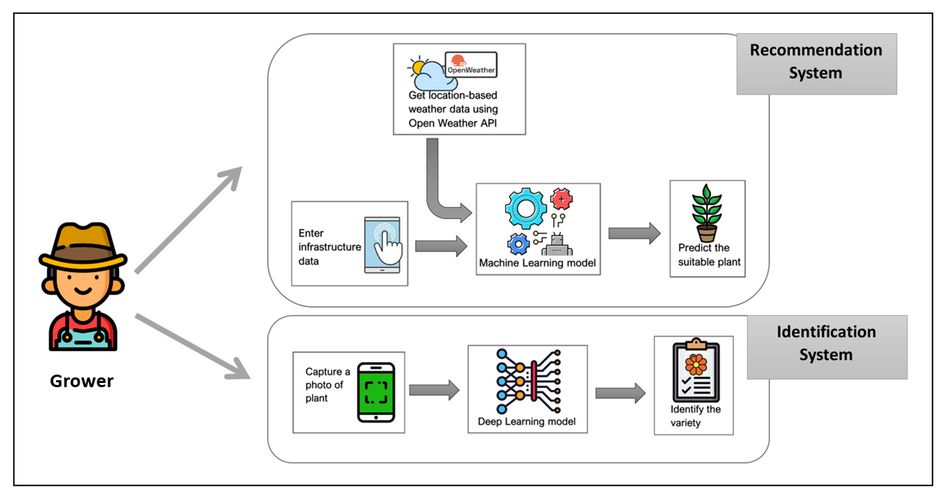 Recommendation
System
OpenWeather
Get location-based
weather data using
Open Weather API
Enter
infrastructure
data
Machine Learning model
Predict the
suitable plant
Grower
Identification
System
Capture a
photo of
plant
Deep Learning model
Identify the
variety